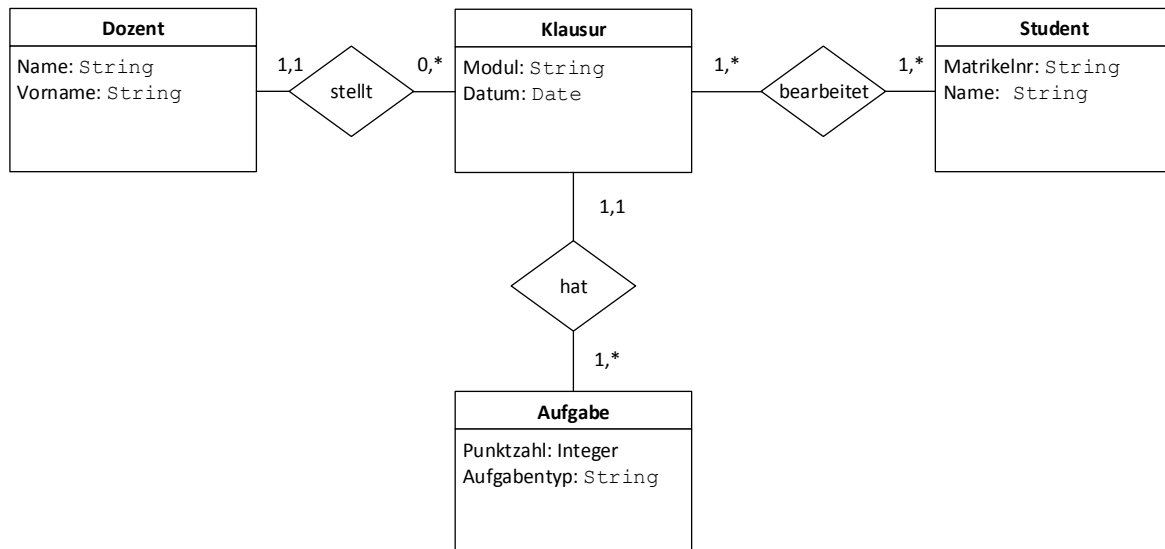 Dozent
Name: String
Vorname: String
1,1
stellt
0,*
Klausur
Modul: String
Datum: Date
1,*
bearbeitet
1,*
Student
Matrikelnr: String
Name: String
1,1
hat
1,*
Aufgabe
Punktzahl: Integer
Aufgabentyp: String